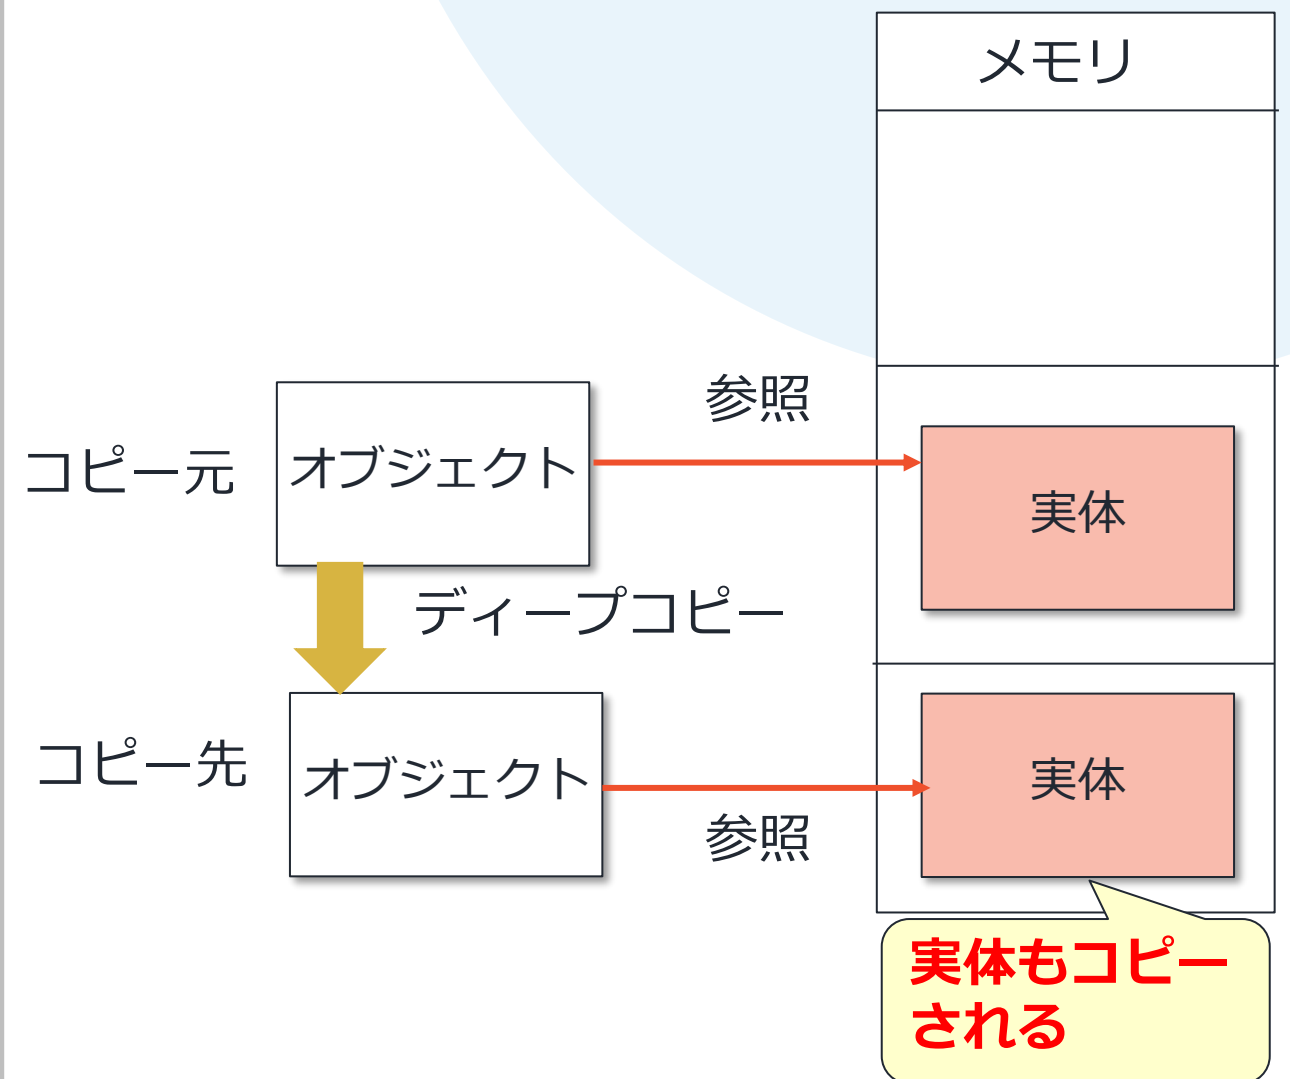 メモリ
参照
コピー元
オブジェクト
実体
ディープコピー
コピー先
オブジェクト
実体
参照
実体もコピー
される